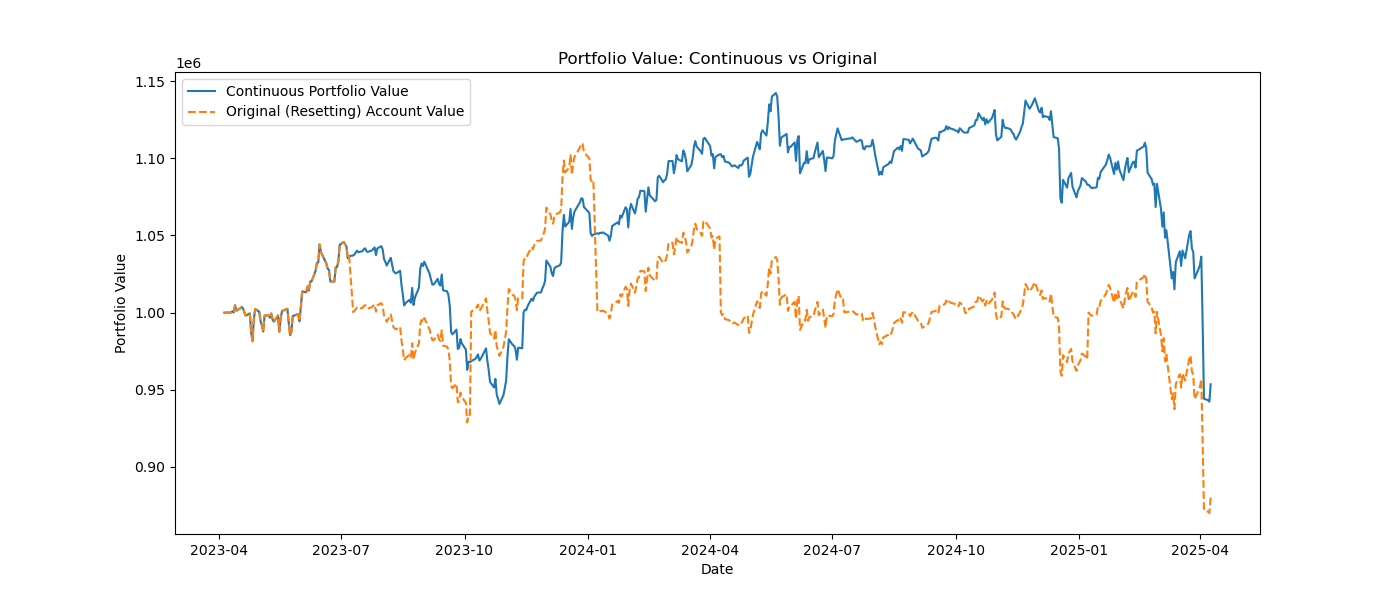 Portfolio Value: Continuous vs Original
1e6
Continuous Portfolio Value
Original (Resetting) Account Value
1.15
1.10
1.05
1.00
0.95
0.90
Portfolio Value
2023-04 2023-07 2023-10 2024-01 2024-04 2024-07 2024-10 2025-01 2025-04
Date